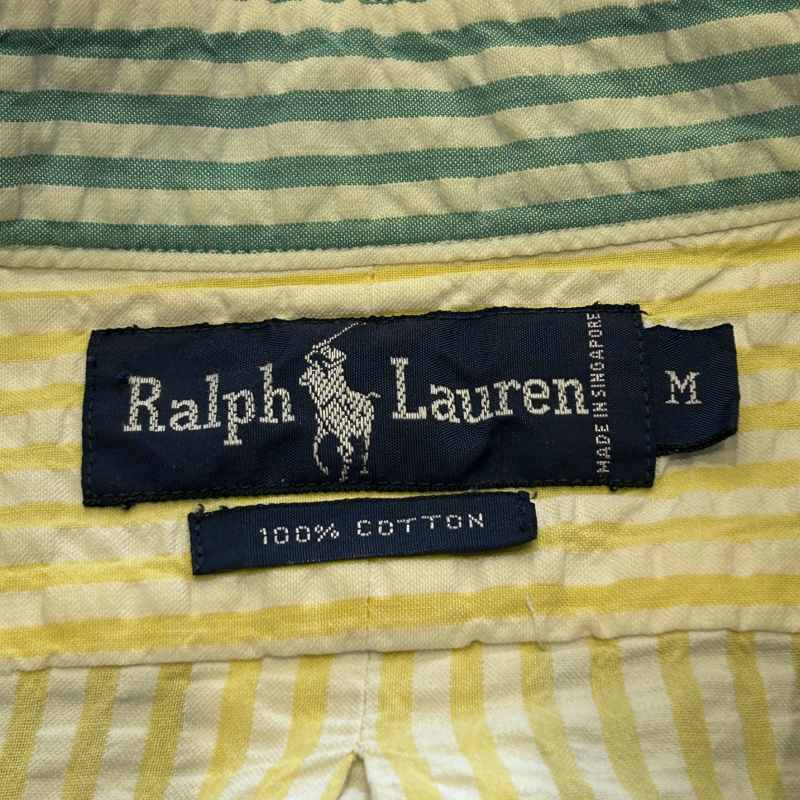 Ralph Lauren
MADE IN SINGAPORE
M
100% COTTON